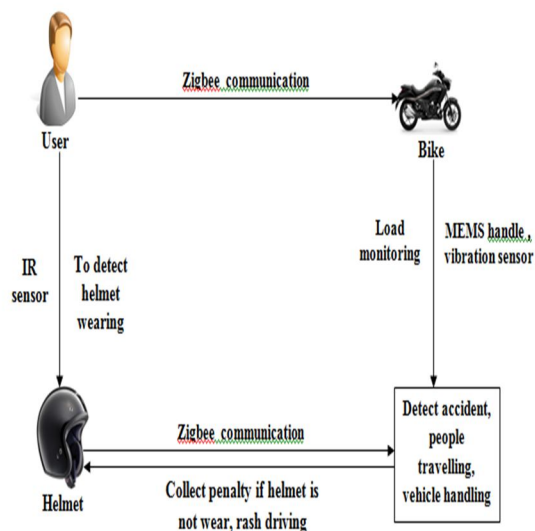 Zigbee communication
User
Bike
IR
sensor
To detect
helmet
wearing
Load
monitoring
MEMS handle ,
vibration sensor
Helmet
Zigbee communication
Collect penalty if helmet is
not wear, rash driving
Detect accident,
people
travelling,
vehicle handling